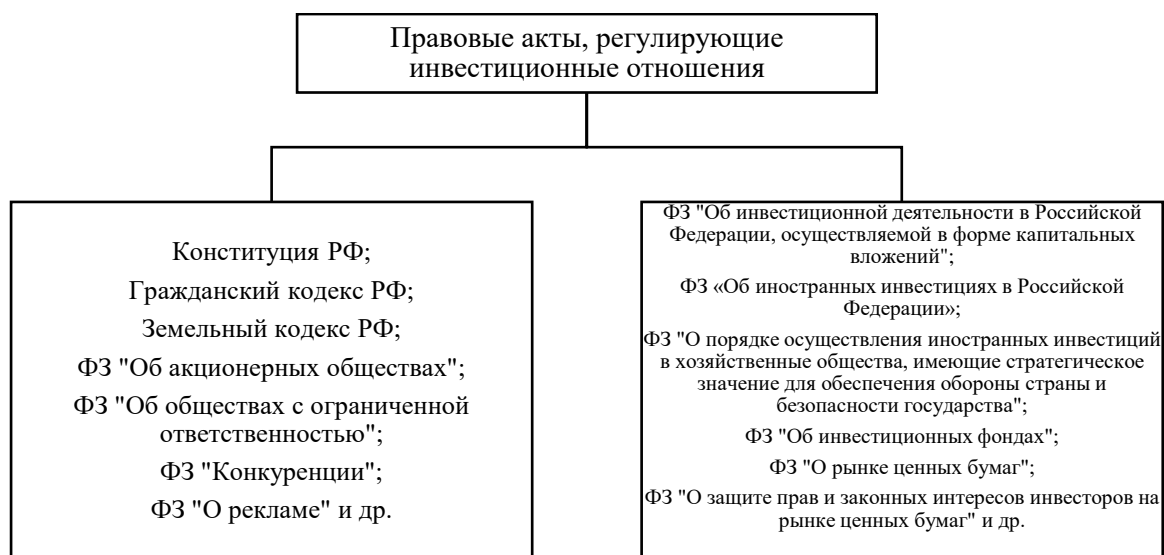 Правовые акты, регулирующие
инвестиционные отношения
Конституция РФ;
Гражданский кодекс РФ;
Земельный кодекс РФ;
ФЗ "Об акционерных обществах";
ФЗ "Об обществах с ограниченной
ответственностью";
ФЗ "Конкуренции";
ФЗ "О рекламе" и др.
ФЗ "Об инвестиционной деятельности в Российской
Федерации, осуществляемой в форме капитальных
вложений";
ФЗ «Об иностранных инвестициях в Российской
Федерации»;
ФЗ "О порядке осуществления иностранных инвестиций
в хозяйственные общества, имеющие стратегическое
значение для обеспечения обороны страны и
безопасности государства";
ФЗ "Об инвестиционных фондах";
ФЗ "О рынке ценных бумаг";
ФЗ "О защите прав и законных интересов инвесторов на
рынке ценных бумаг" и др.